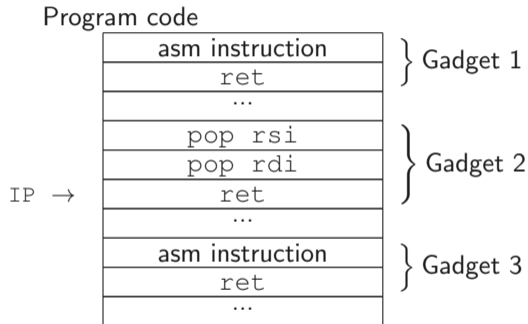 Program code
asm instruction
ret
Gadget 1
...
pop rsi
pop rdi
Gadget 2
IP → ret
...
asm instruction
ret
Gadget 3
...